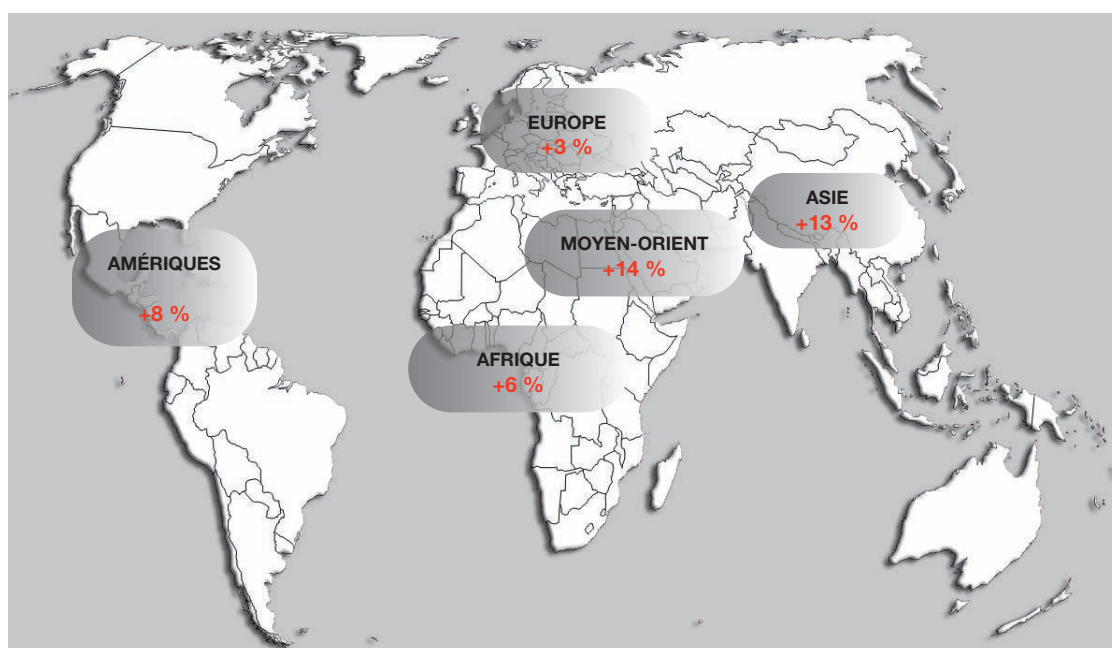 EUROPE
+3 %
ASIE
+13 %
MOYEN-ORIENT
+14 %
AMÉRIQUES
+8 %
AFRIQUE
+6 %